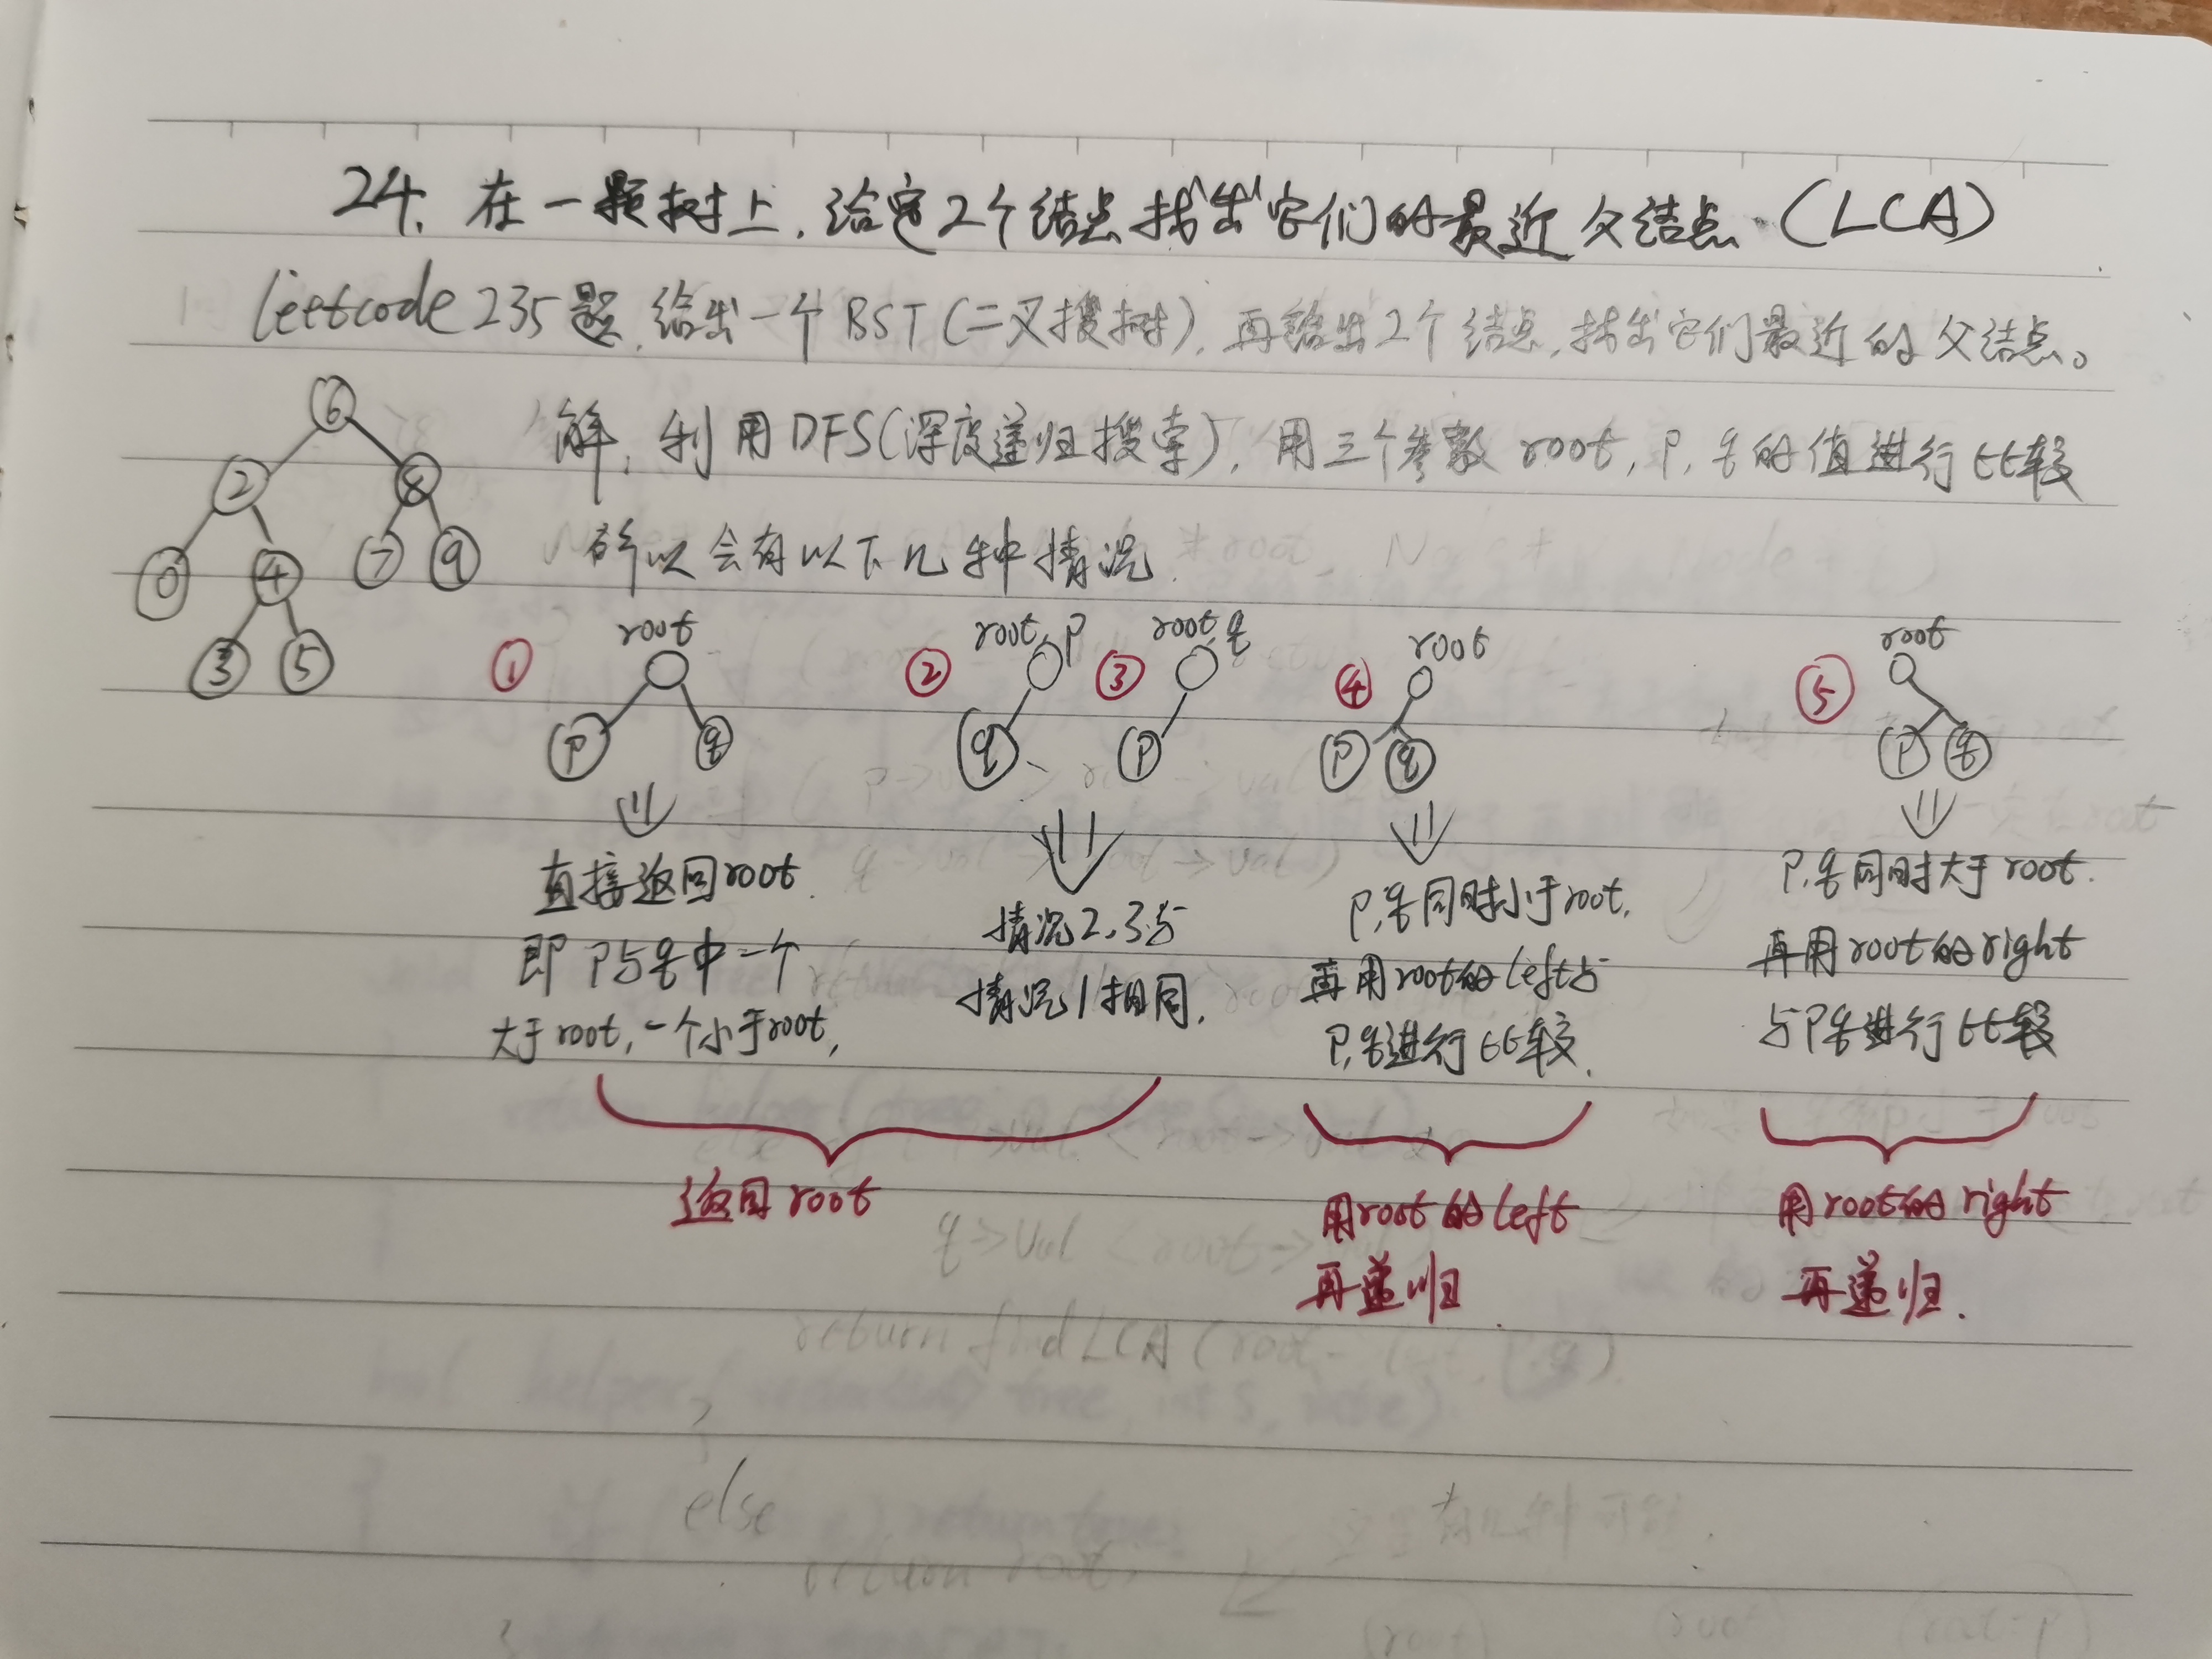 24. 在一颗树上,给定2个结点找出它们的最近父结点.(LCA)
leetcode 235题,给出一个BST(二叉搜树),再给出2个结点,找出它们最近的父结点。
解:利用DFS(深度递归搜索),用三个参数root,p,q的值进行比较
所以会有以下几种情况.
6
2 8
0 4 7 9
3 5
① root
p q
② root,p
q
③ root,q
p
④ root
p q
⑤ root
p q
直接返回root.
即p与q中一个
大于root,一个小于root,
情况2,3与
情况1相同.
p,q同时小于root,
再用root的left与
p,q进行比较.
p,q同时大于root.
再用root的right
与p q进行比较
返回root
用root的left
再递归
用root的right
再递归.
return findLCA(root-left,p,q)
else
return root;